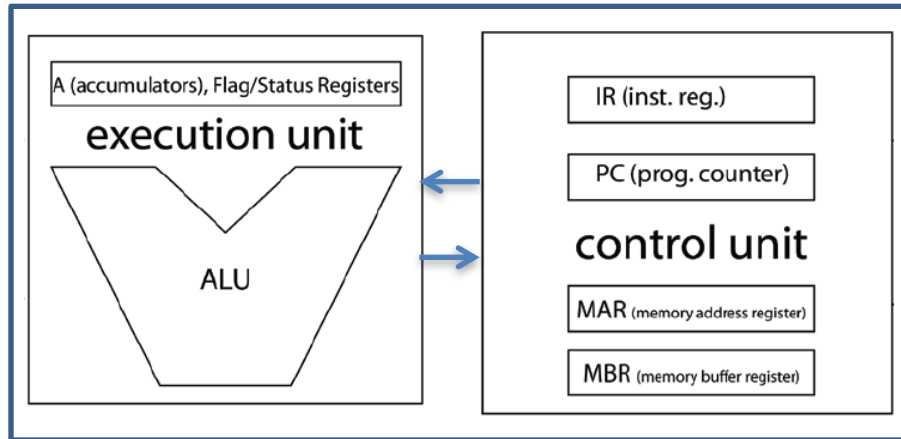 A (accumulators), Flag/Status Registers
execution unit
ALU
IR (inst. reg.)
PC (prog. counter)
control unit
MAR (memory address register)
MBR (memory buffer register)